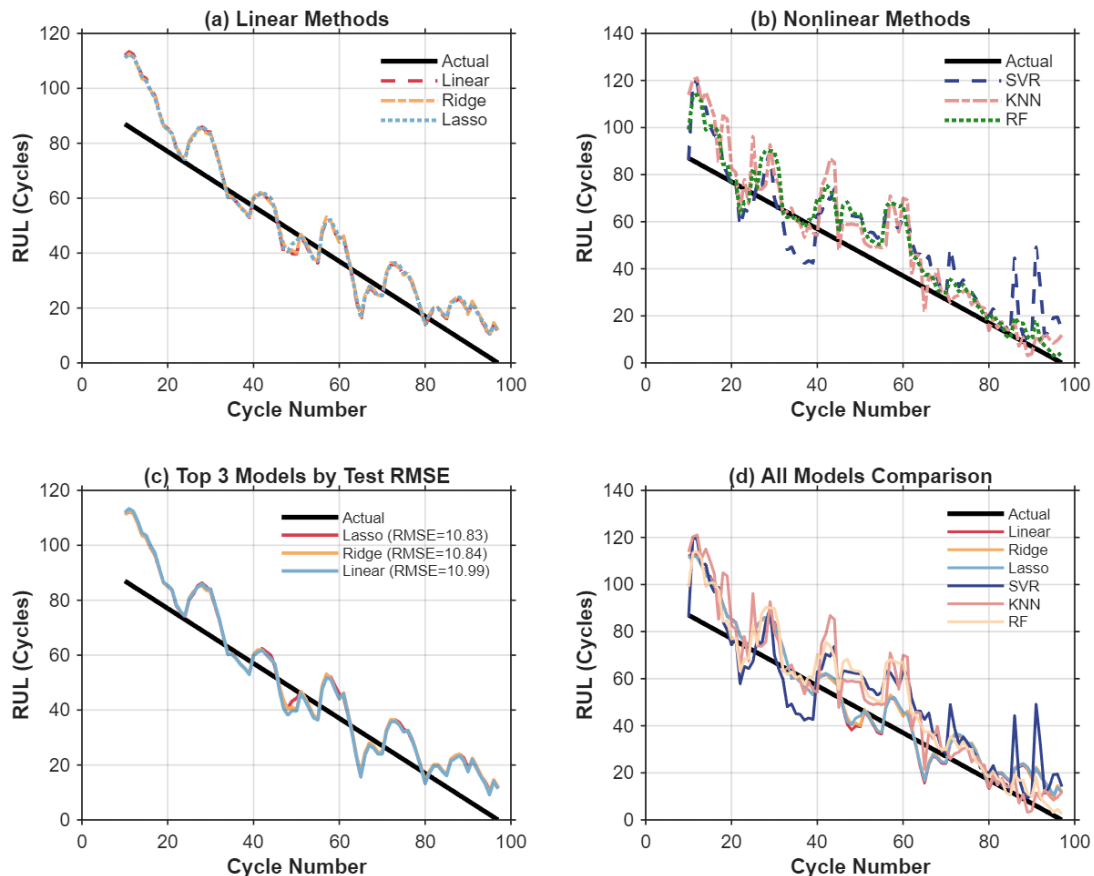 (a) Linear Methods
120
100
80
60
40
20
0
RUL (Cycles)
Actual
Linear
Ridge
Lasso
0 20 40 60 80 100
Cycle Number
(b) Nonlinear Methods
140
120
100
80
60
40
20
0
RUL (Cycles)
Actual
SVR
KNN
RF
0 20 40 60 80 100
Cycle Number
(c) Top 3 Models by Test RMSE
120
100
80
60
40
20
0
RUL (Cycles)
Actual
Lasso (RMSE=10.83)
Ridge (RMSE=10.84)
Linear (RMSE=10.99)
0 20 40 60 80 100
Cycle Number
(d) All Models Comparison
140
120
100
80
60
40
20
0
RUL (Cycles)
Actual
Linear
Ridge
Lasso
SVR
KNN
RF
0 20 40 60 80 100
Cycle Number